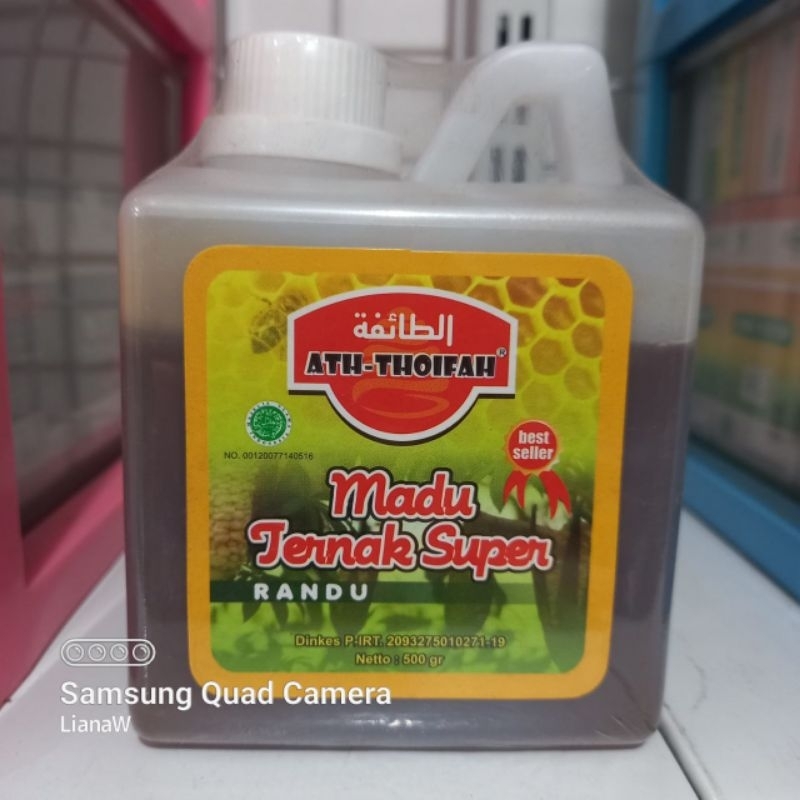 الطائفة
ATH-THOIFAH®
NO. 00120077140516
best
seller
Madu
Ternak Super
RANDU
Dinkes P-IRT. 2093275010271-19
Netto : 500 gr
Samsung Quad Camera
LianaW